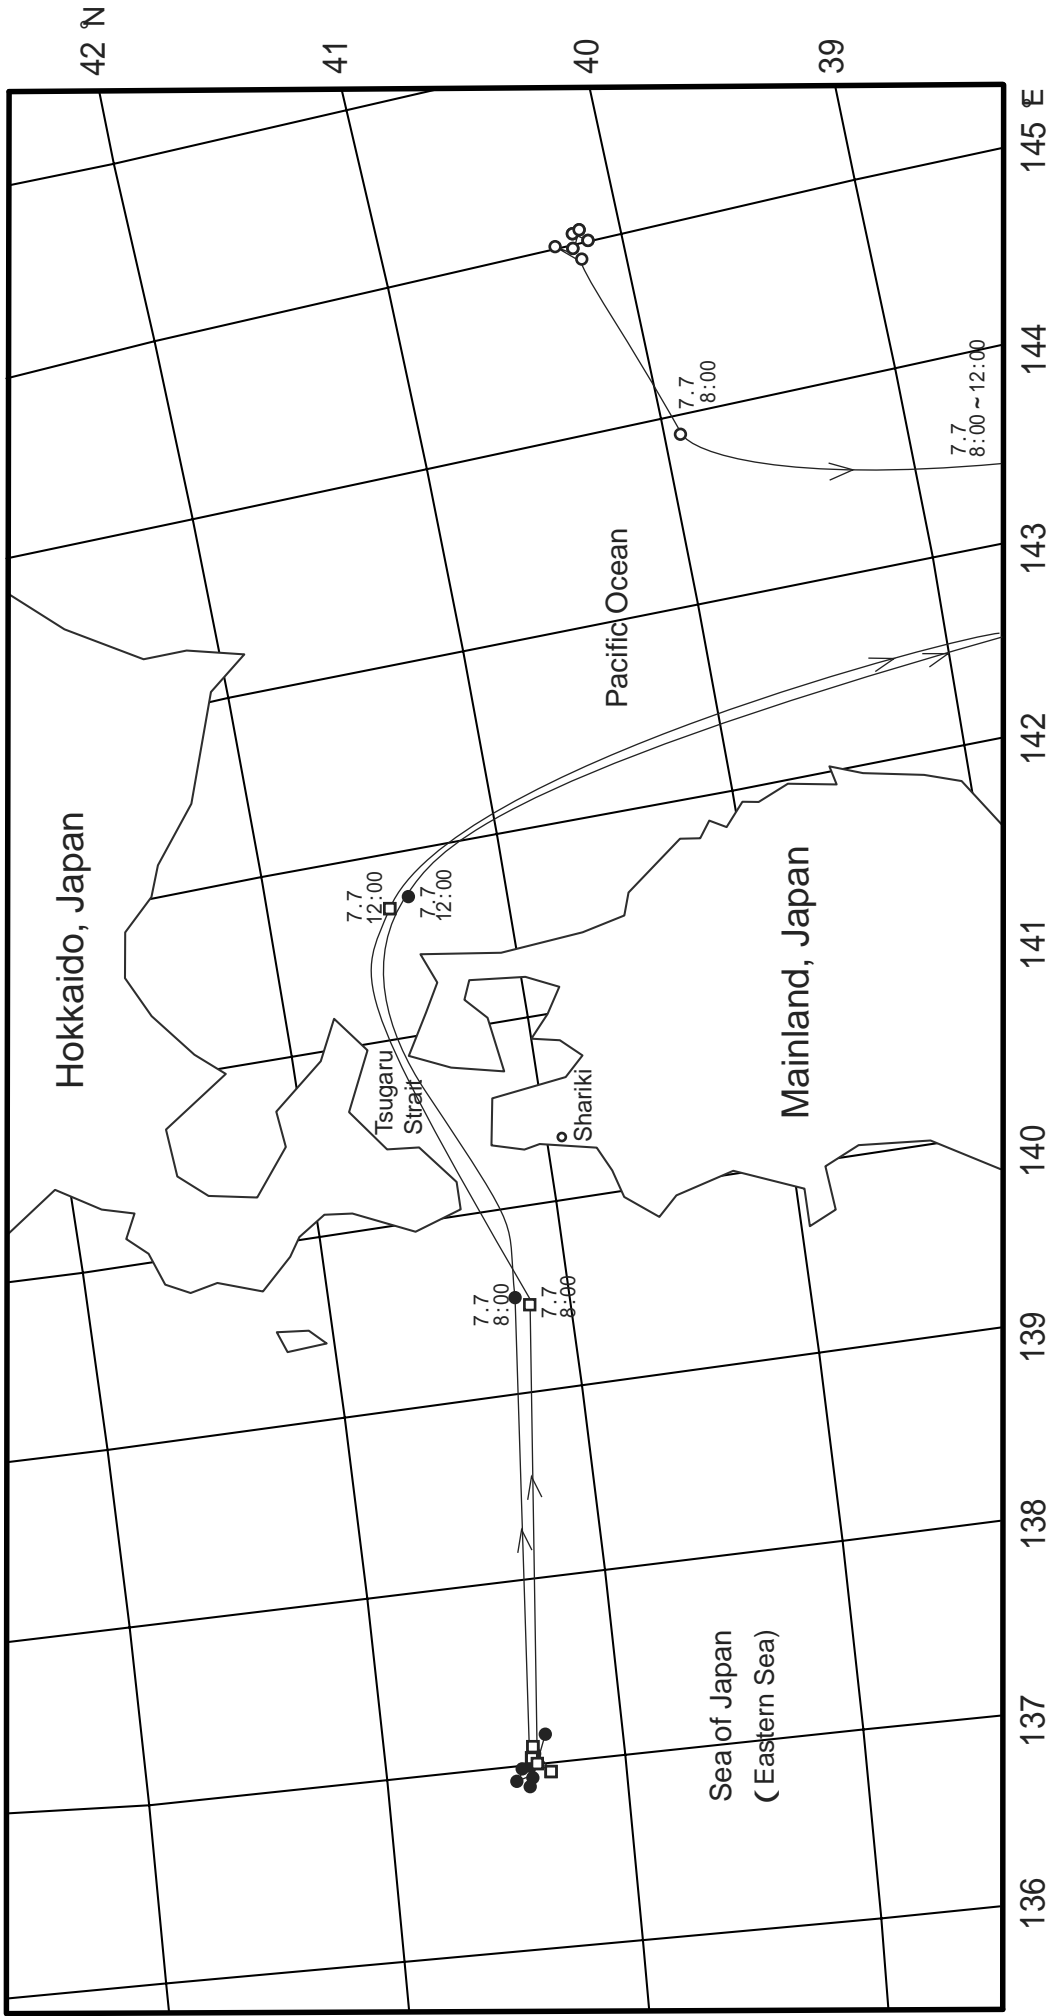 42 °N
41
40
39
145 °E
144
143
142
141
140
139
138
137
136
Hokkaido, Japan
Tsugaru
Strait
Shariki
Mainland, Japan
Pacific Ocean
Sea of Japan
( Eastern Sea)
7.7
8:00
7.7
8:00
7.7
12:00
7.7
12:00
7.7
8:00
7.7
8:00~12:00